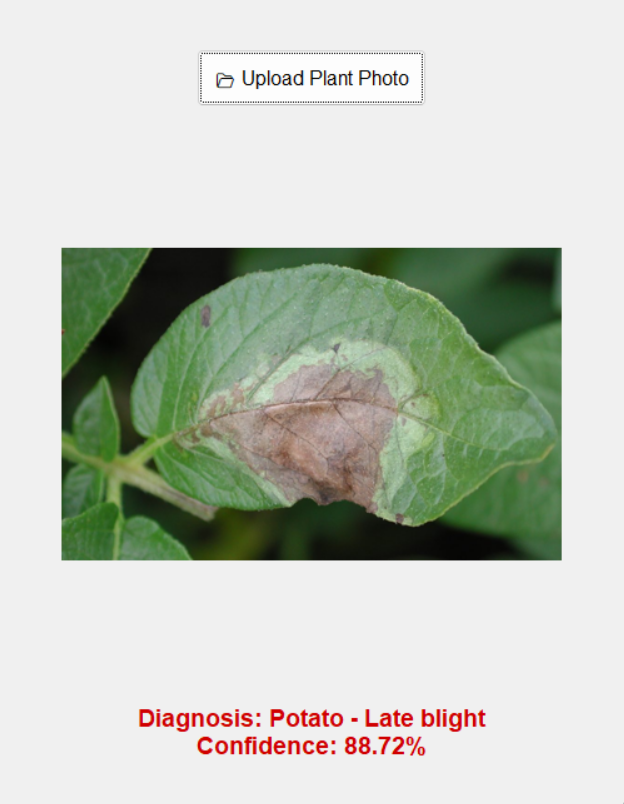 Upload Plant Photo
Diagnosis: Potato - Late blight
Confidence: 88.72%